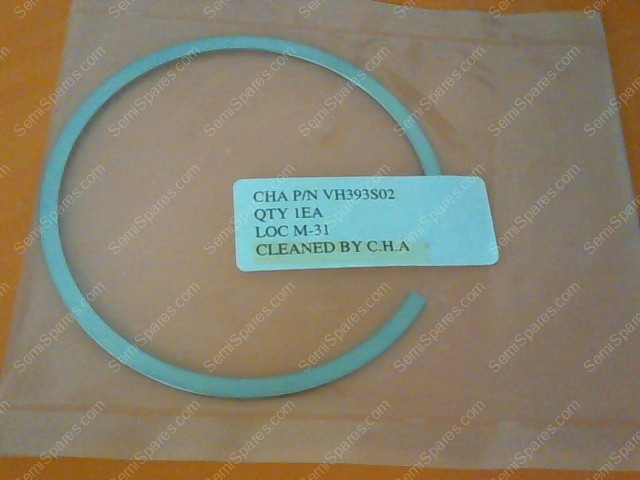 CHA P/N VH393S02
QTY 1EA
LOC M-31
CLEANED BY C.H.A
SemiSpares.com